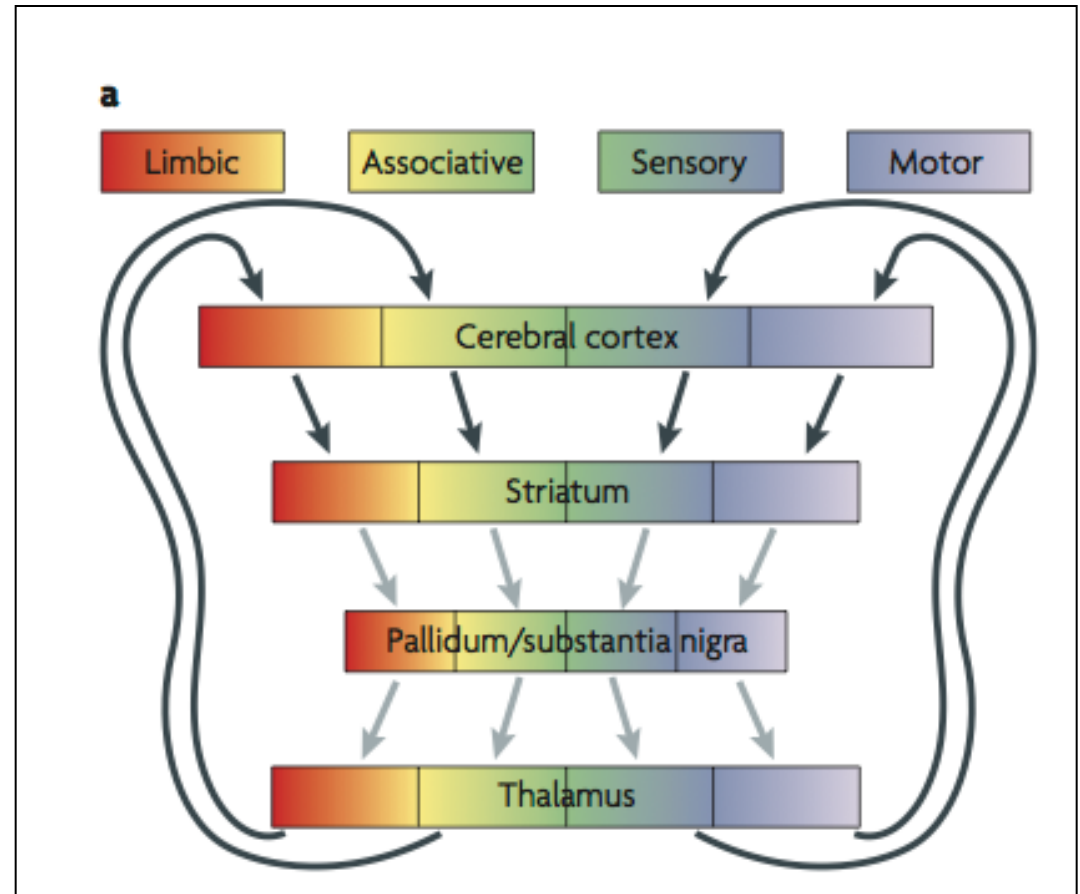 a
Limbic
Associative
Sensory
Motor
Cerebral cortex
Striatum
Pallidum/substantia nigra
Thalamus